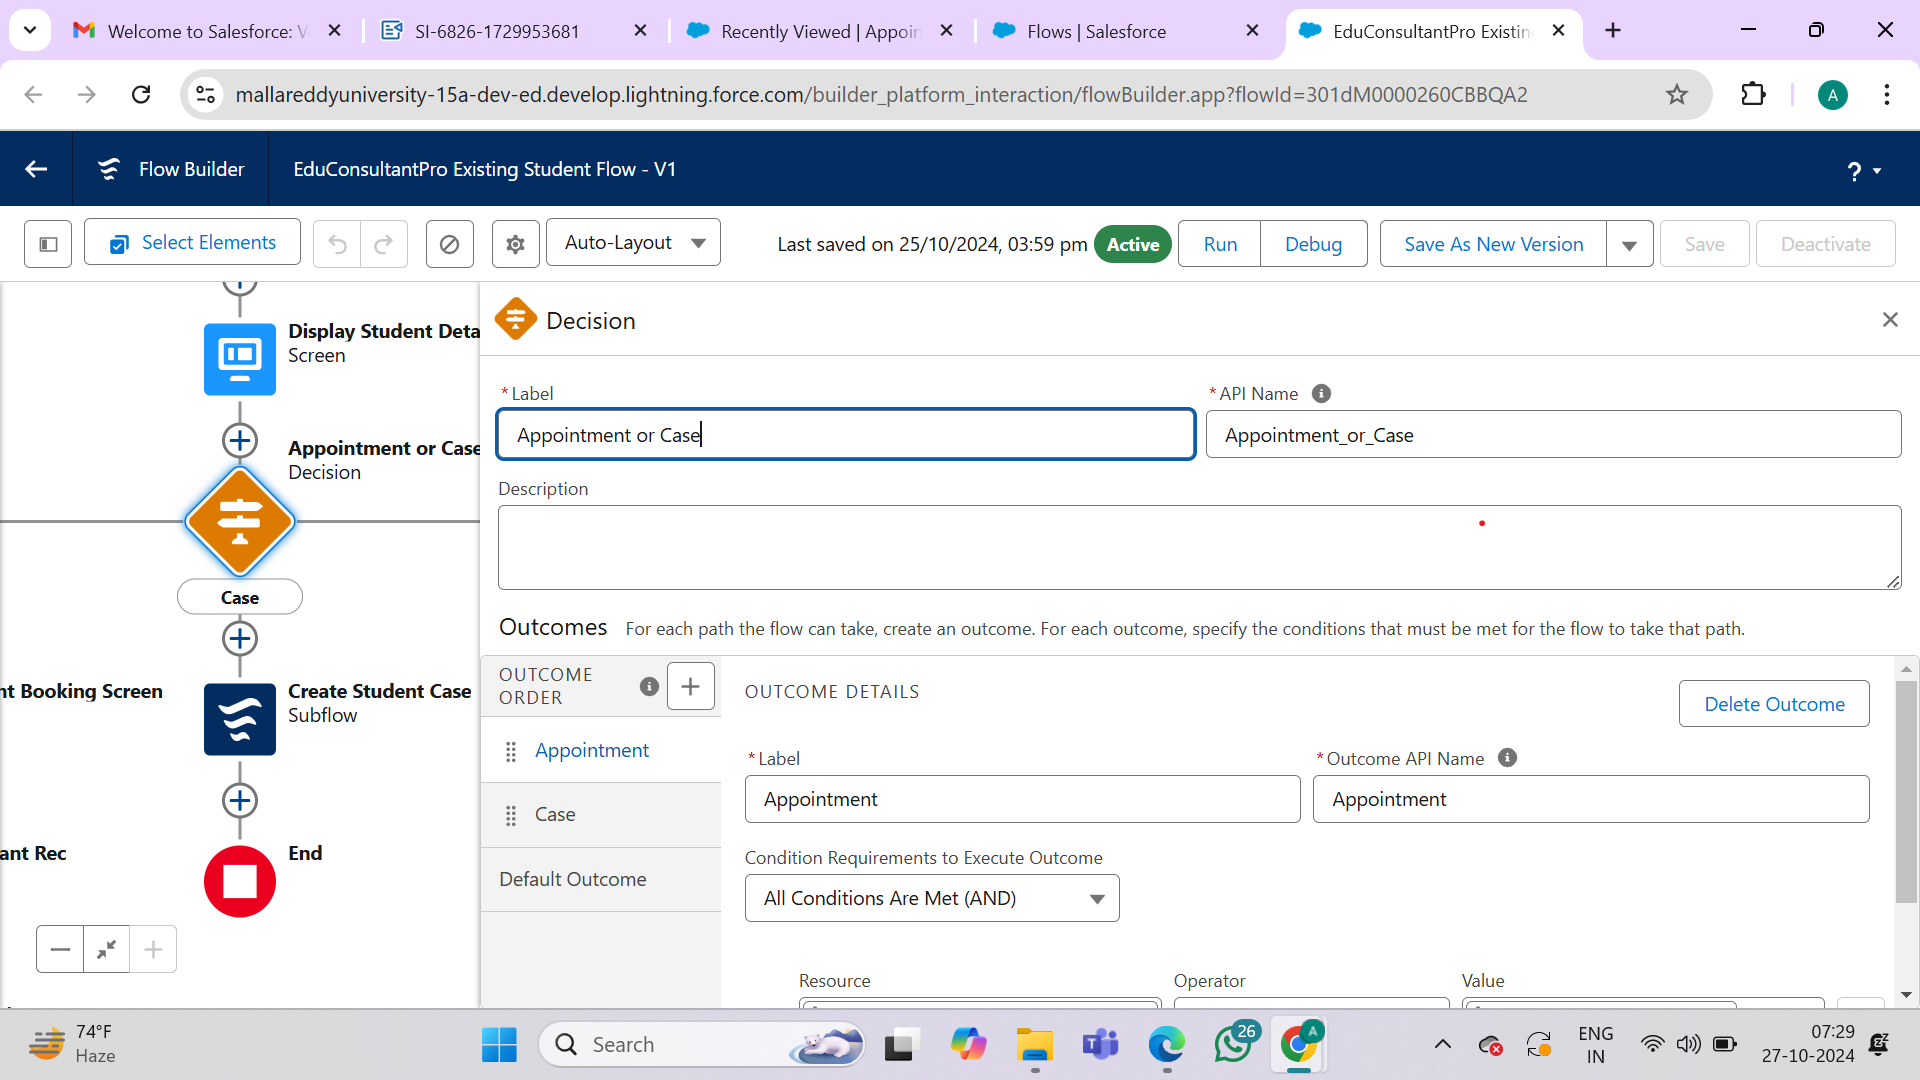 Welcome to Salesforce: V
SI-6826-1729953681
Recently Viewed | Appoin
Flows | Salesforce
EduConsultantPro Existin
mallareddyuniversity-15a-dev-ed.develop.lightning.force.com/builder_platform_interaction/flowBuilder.app?flowId=301dM0000260CBBQA2
A
Flow Builder
EduConsultantPro Existing Student Flow - V1
?
Select Elements
Auto-Layout
Last saved on 25/10/2024, 03:59 pm
Active
Run
Debug
Save As New Version
Save
Deactivate
Display Student Deta
Screen
Appointment or Case
Decision
Case
nt Booking Screen
Create Student Case
Subflow
ant Rec
End
Decision
* Label
Appointment or Case
* API Name
Appointment_or_Case
Description
Outcomes
For each path the flow can take, create an outcome. For each outcome, specify the conditions that must be met for the flow to take that path.
OUTCOME
ORDER
Appointment
Case
Default Outcome
OUTCOME DETAILS
Delete Outcome
* Label
Appointment
* Outcome API Name
Appointment
Condition Requirements to Execute Outcome
All Conditions Are Met (AND)
Resource
Operator
Value
74°F
Haze
Search
26
A
ENG
IN
07:29
27-10-2024